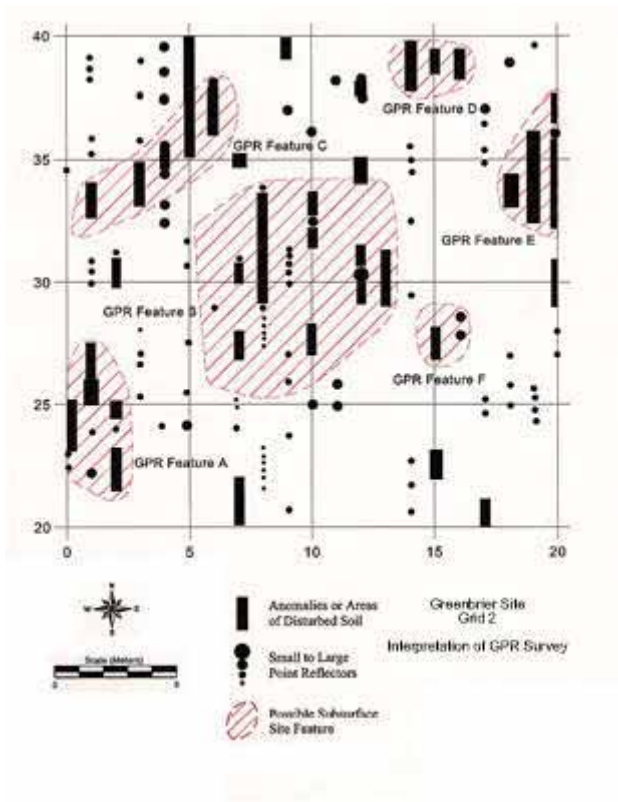 40
GPR Feature D
GPR Feature C
35
GPR Feature E
30
GPR Feature B
GPR Feature F
25
GPR Feature A
20
0
5
10
15
20
N
W
E
S
Scale (Meters)
0
Anomalies or Areas
of Disturbed Soil
Small to Large
Point Reflectors
Possible Subsurface
Site Feature
Greenbrier Site
Grid 2
Interpretation of GPR Survey